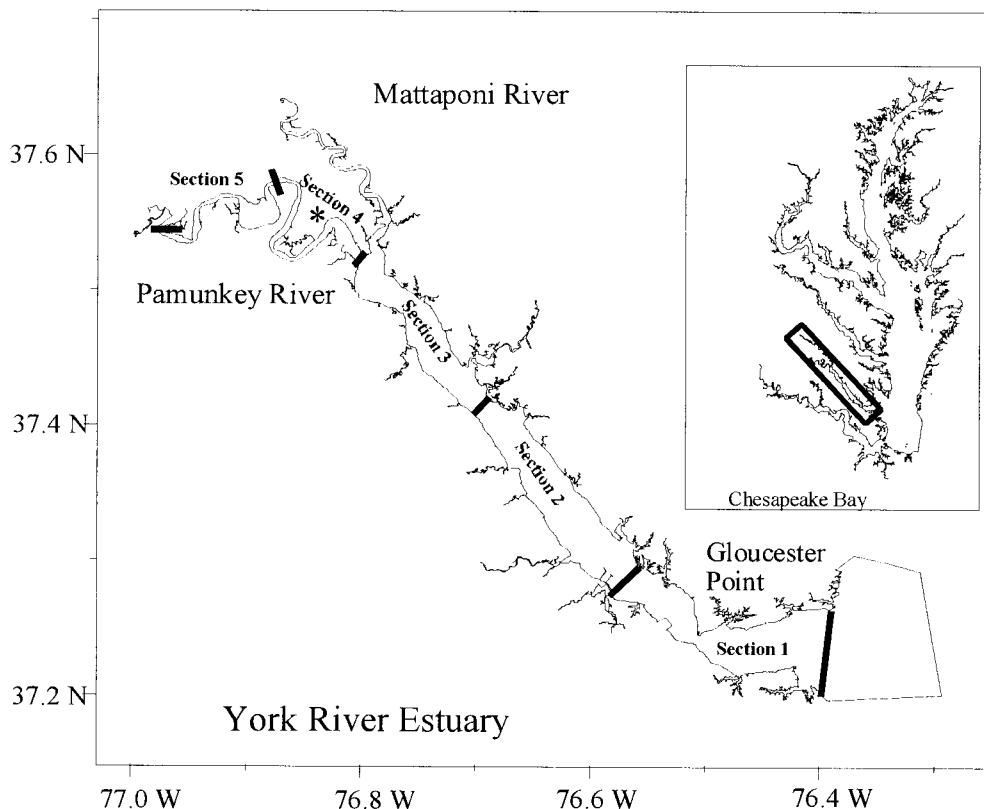 Mattaponi River
37.6 N
Section 5
Section 4
*
Pamunkey River
Section 3
37.4 N
Section 2
Chesapeake Bay
Gloucester
Point
Section 1
37.2 N
York River Estuary
77.0 W
76.8 W
76.6 W
76.4 W